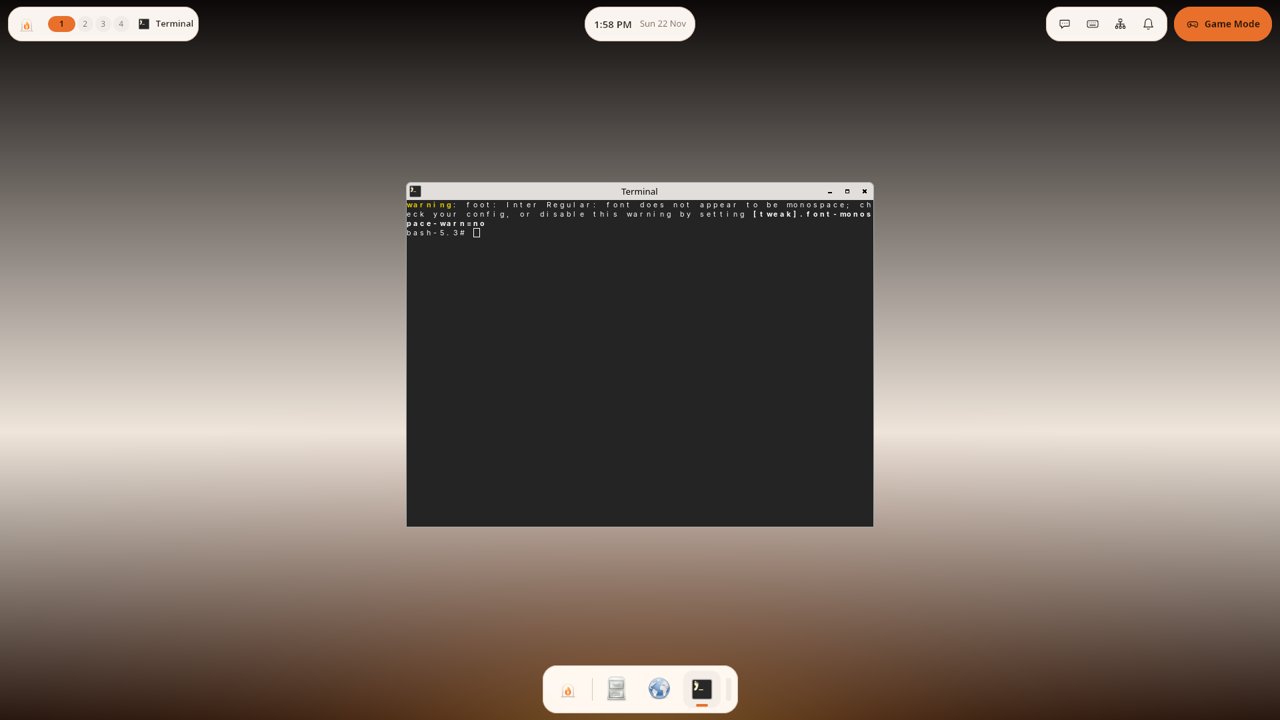 1 2 3 4 Terminal
1:58 PM Sun 22 Nov
Game Mode
Terminal
warning: foot: Inter Regular: font does not appear to be monospace; ch
eck your config, or disable this warning by setting [tweak].font-monos
pace-warn=no
bash-5.3#